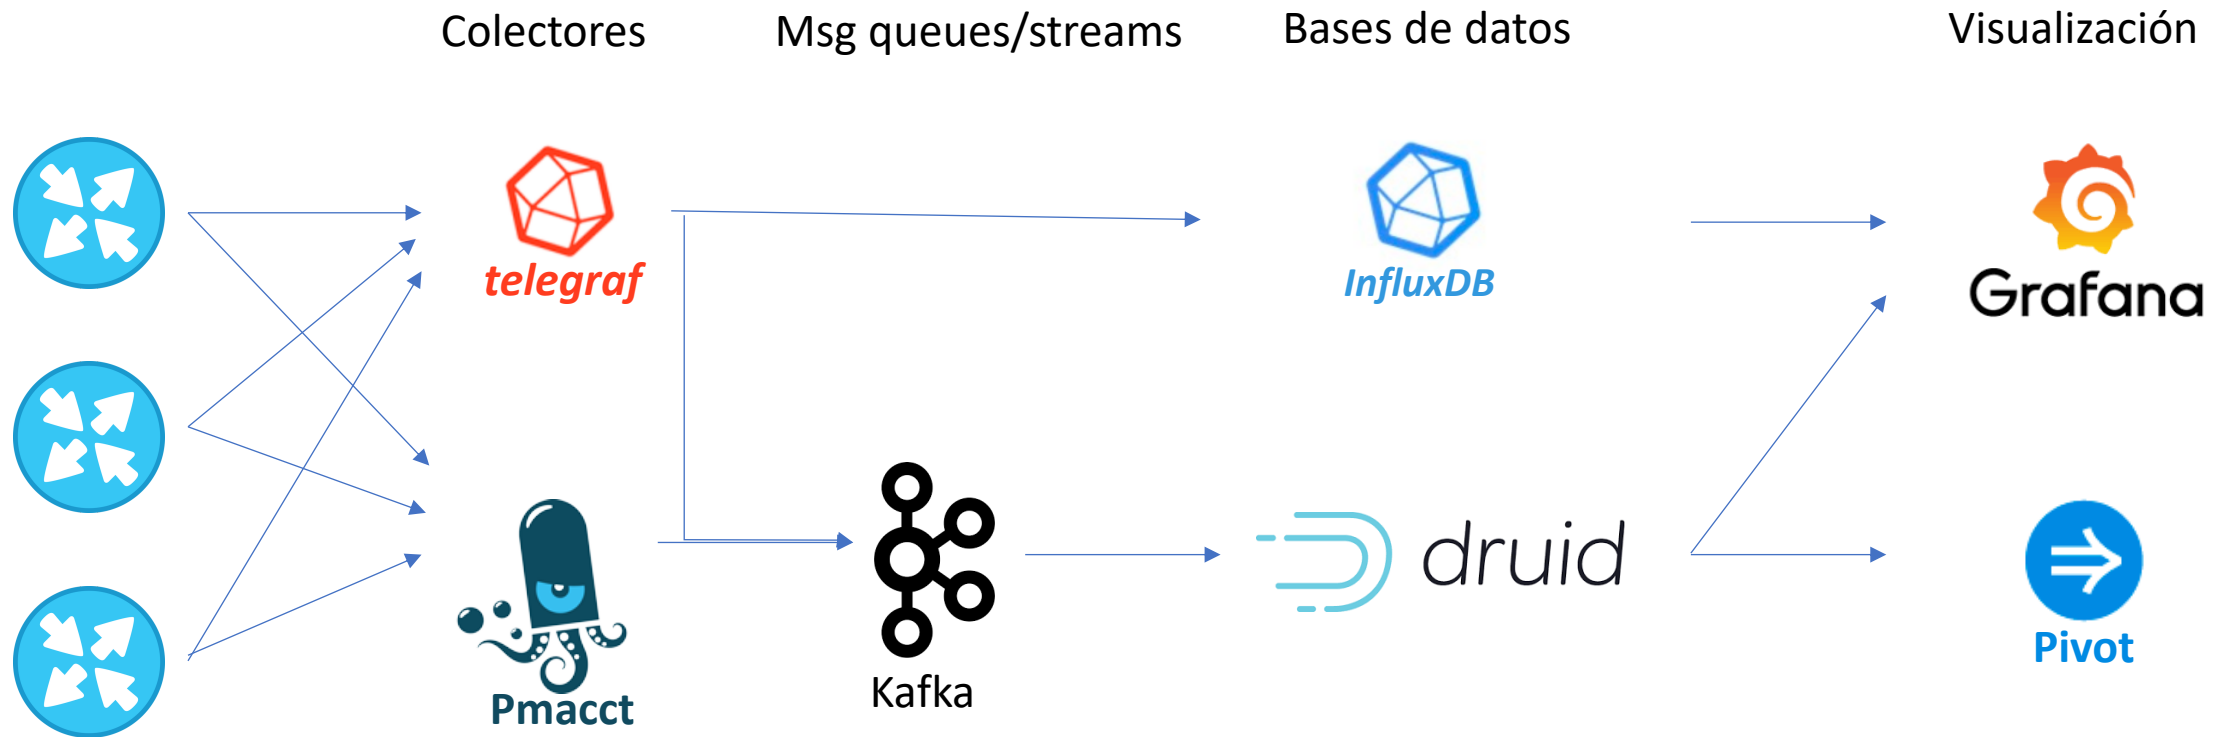 Colectores
Msg queues/streams
Bases de datos
Visualización
telegraf
InfluxDB
Grafana
druid
Pmacct
Kafka
Pivot